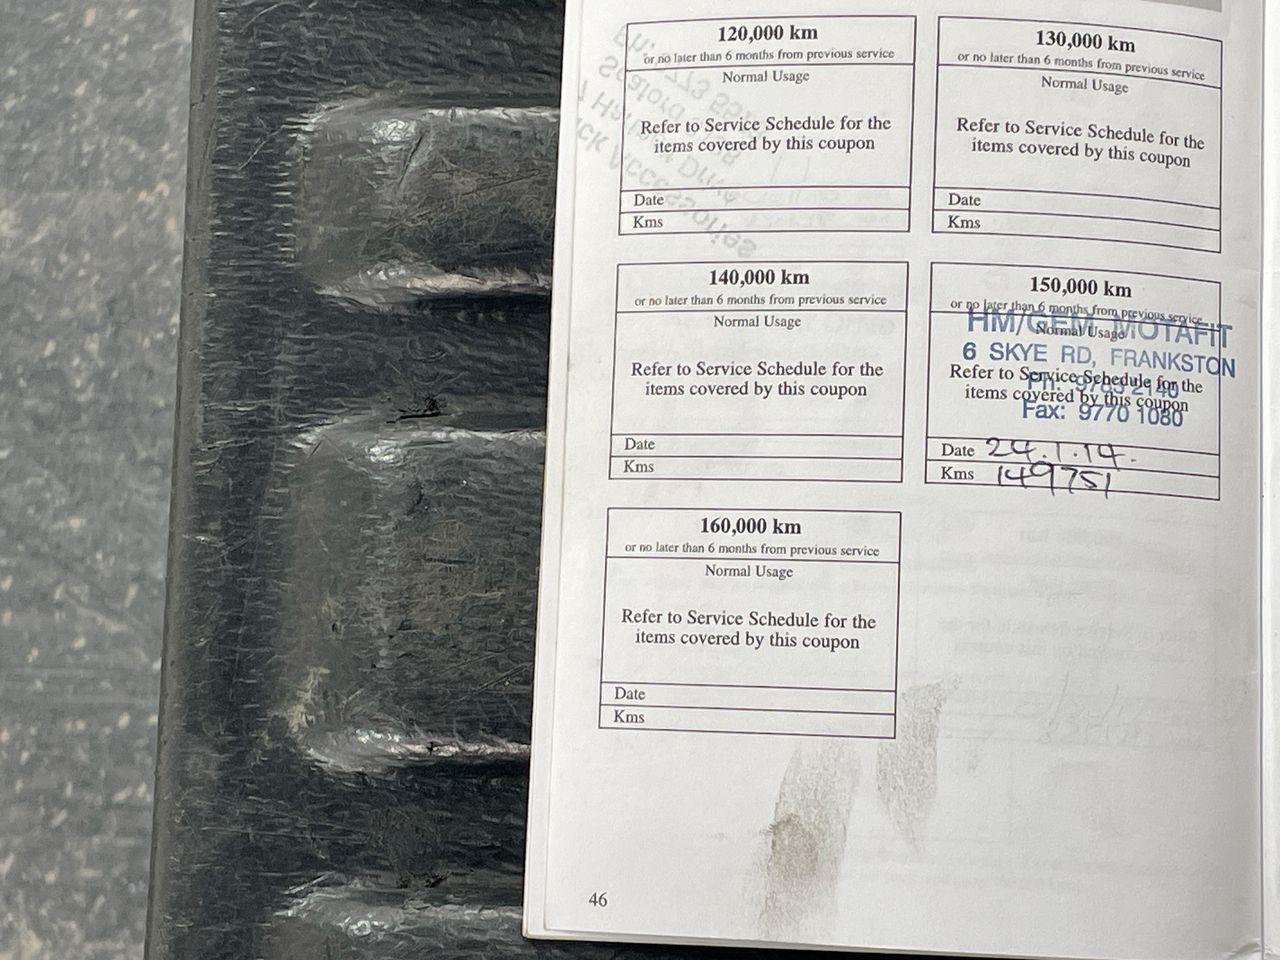 120,000 km
or no later than 6 months from previous service
Normal Usage
Refer to Service Schedule for the
items covered by this coupon
Date
Kms
130,000 km
or no later than 6 months from previous service
Normal Usage
Refer to Service Schedule for the
items covered by this coupon
Date
Kms
140,000 km
or no later than 6 months from previous service
Normal Usage
Refer to Service Schedule for the
items covered by this coupon
Date
Kms
150,000 km
or no later than 6 months from previous service
Normal Usage
HM/GEM MOTAFIT
6 SKYE RD, FRANKSTON
Refer to Service Schedule for the
Ph: 9783 2140
items covered by this coupon
Fax: 9770 1080
Date 24.1.14.
Kms 149751
160,000 km
or no later than 6 months from previous service
Normal Usage
Refer to Service Schedule for the
items covered by this coupon
Date
Kms
46